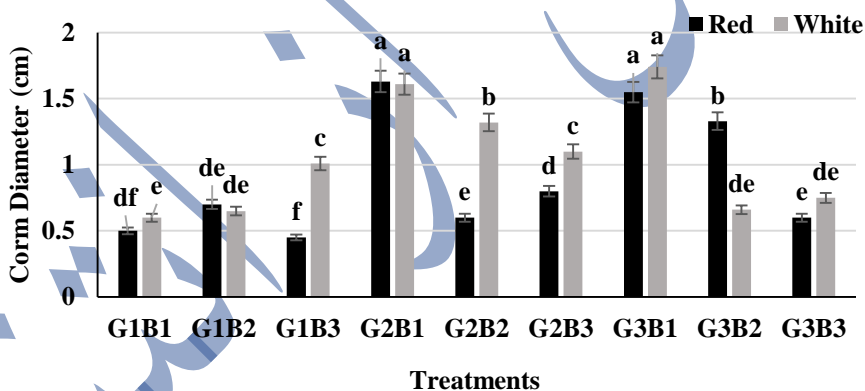 Red White
2
1.5
1
0.5
0
Corm Diameter (cm)
df e de de f c a a e b d c a a b de e de
G1B1 G1B2 G1B3 G2B1 G2B2 G2B3 G3B1 G3B2 G3B3
Treatments